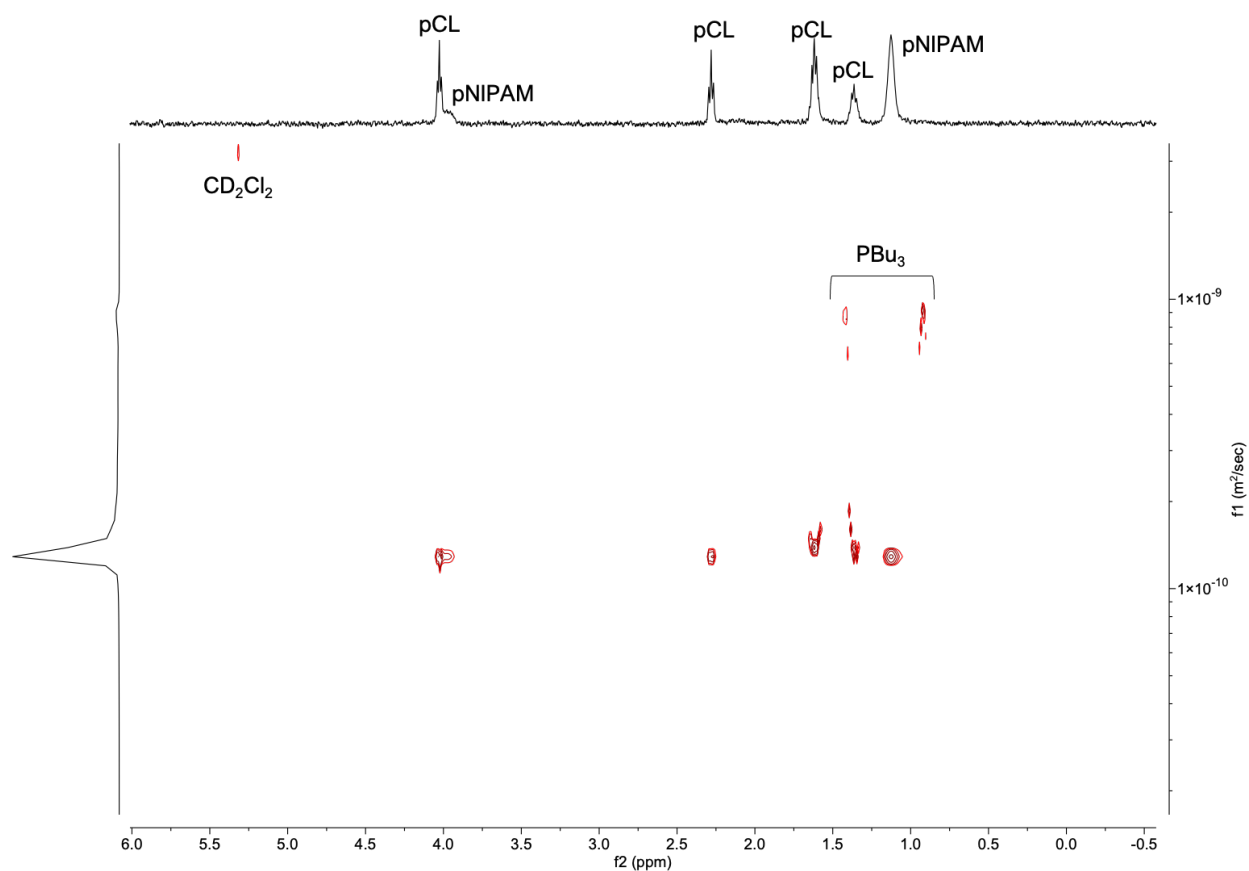 pCL
pNIPAM
pCL
pCL
pCL
pNIPAM
CD₂Cl₂
PBu₃
1×10⁻⁹
1×10⁻¹⁰
f1 (m²/sec)
6.0 5.5 5.0 4.5 4.0 3.5 3.0 2.5 2.0 1.5 1.0 0.5 0.0 -0.5
f2 (ppm)